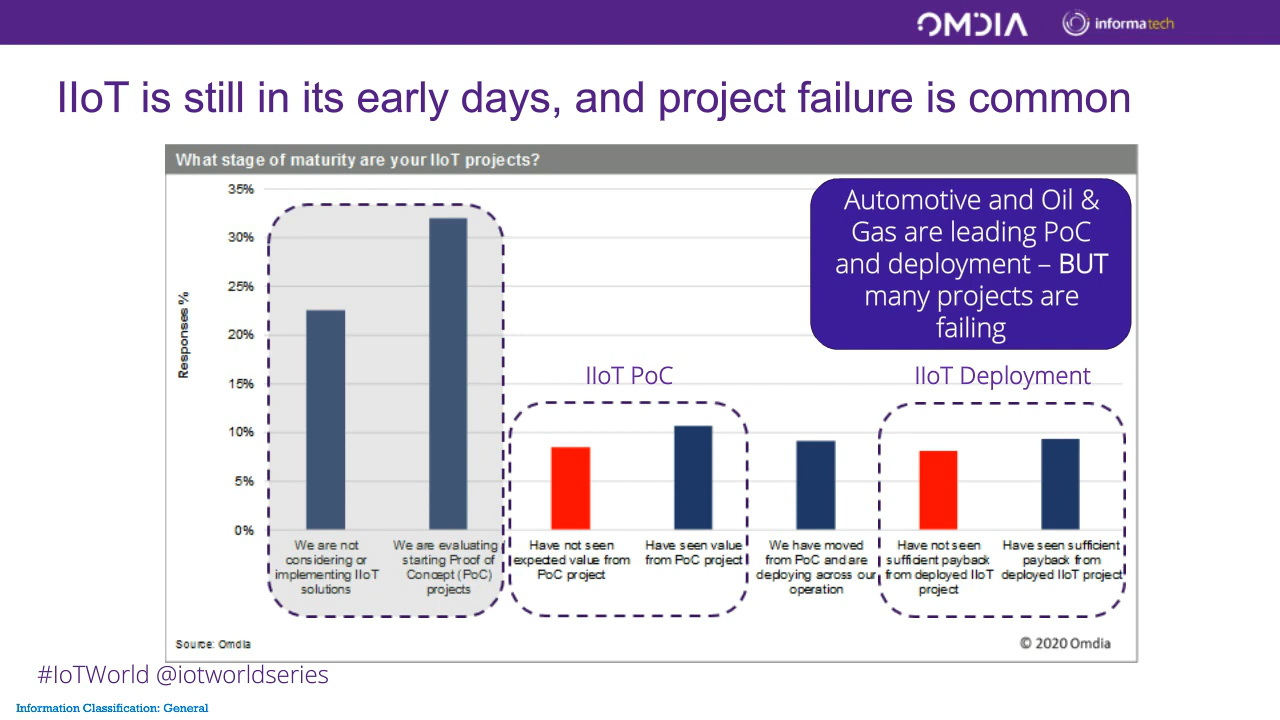 OMDIA
informa tech
IIoT is still in its early days, and project failure is common
What stage of maturity are your IIoT projects?
Automotive and Oil &
Gas are leading PoC
and deployment – BUT
many projects are
failing
Responses %
35%
30%
25%
20%
15%
10%
5%
0%
IIoT PoC
IIoT Deployment
We are not
considering or
implementing IIoT
solutions
We are evaluating
starting Proof of
Concept (PoC)
projects
Have not seen
expected value from
PoC project
Have seen value
from PoC project
We have moved
from PoC and are
deploying across our
operation
Have not seen
sufficient payback
from deployed IIoT
project
Have seen sufficient
payback from
deployed IIoT project
Source: Omdia
© 2020 Omdia
#IoTWorld @iotworldseries
Information Classification: General